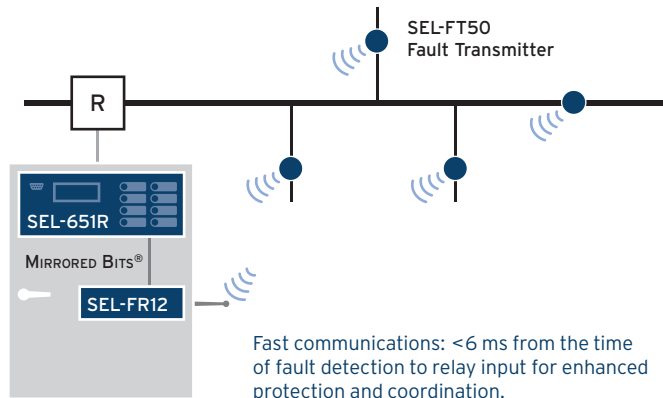 SEL-FT50
Fault Transmitter
R
SEL-651R
MIRRORED BITS®
SEL-FR12
Fast communications: <6 ms from the time
of fault detection to relay input for enhanced
protection and coordination.